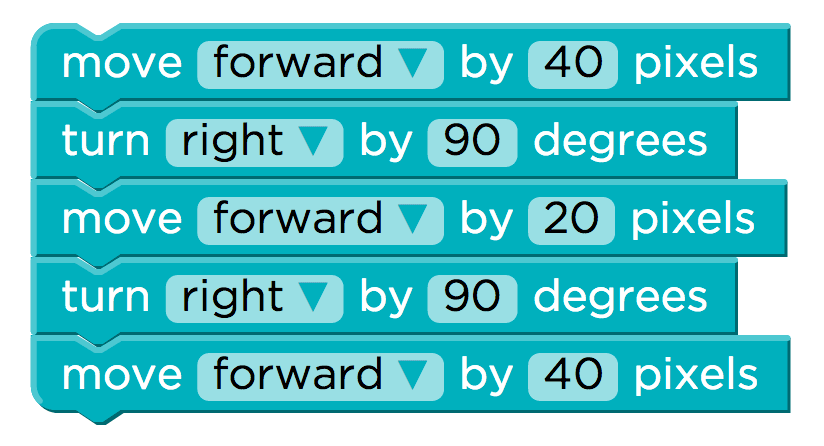 move forward ▼ by 40 pixels
turn right ▼ by 90 degrees
move forward ▼ by 20 pixels
turn right ▼ by 90 degrees
move forward ▼ by 40 pixels